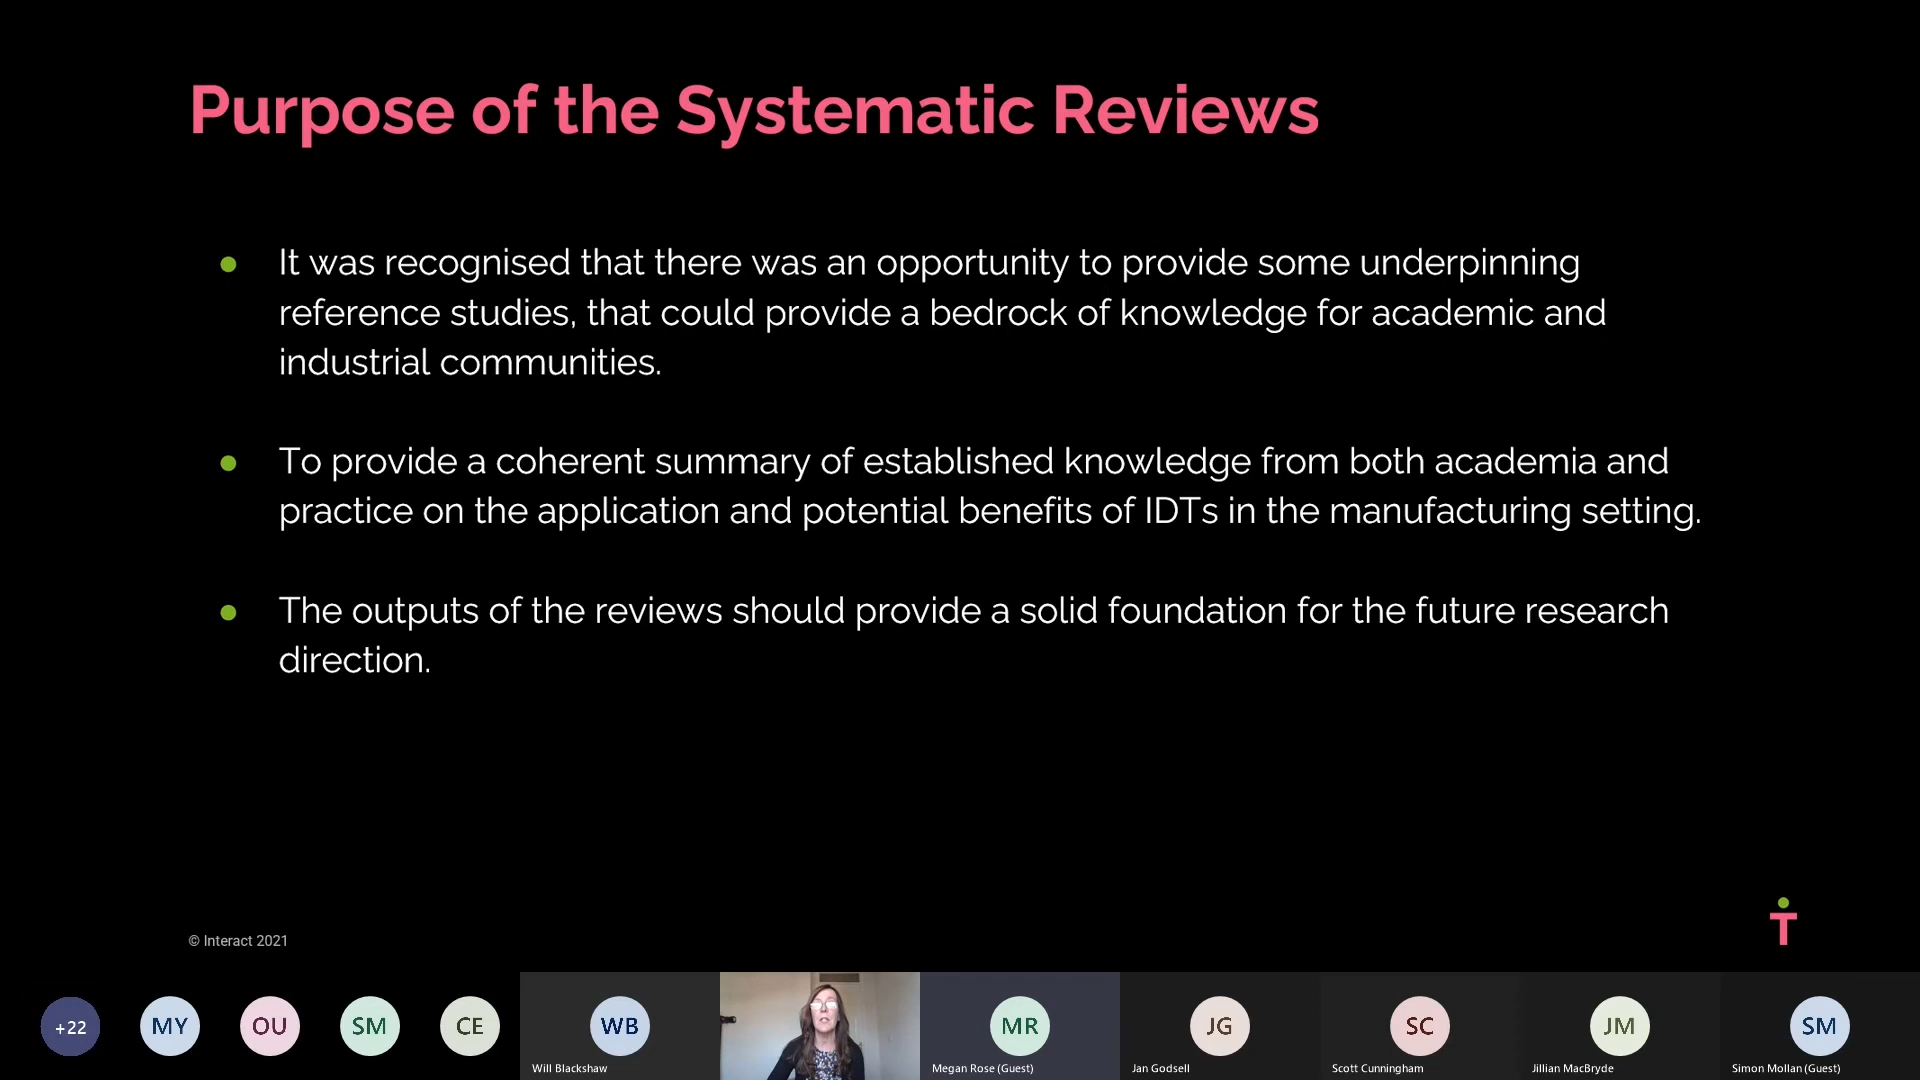 Purpose of the Systematic Reviews
It was recognised that there was an opportunity to provide some underpinning
reference studies, that could provide a bedrock of knowledge for academic and
industrial communities.
To provide a coherent summary of established knowledge from both academia and
practice on the application and potential benefits of IDTs in the manufacturing setting.
The outputs of the reviews should provide a solid foundation for the future research
direction.
© Interact 2021
+22
MY
OU
SM
CE
WB
MR
JG
SC
JM
SM
Will Blackshaw
Megan Rose (Guest)
Jan Godsell
Scott Cunningham
Jillian MacBryde
Simon Mollan (Guest)